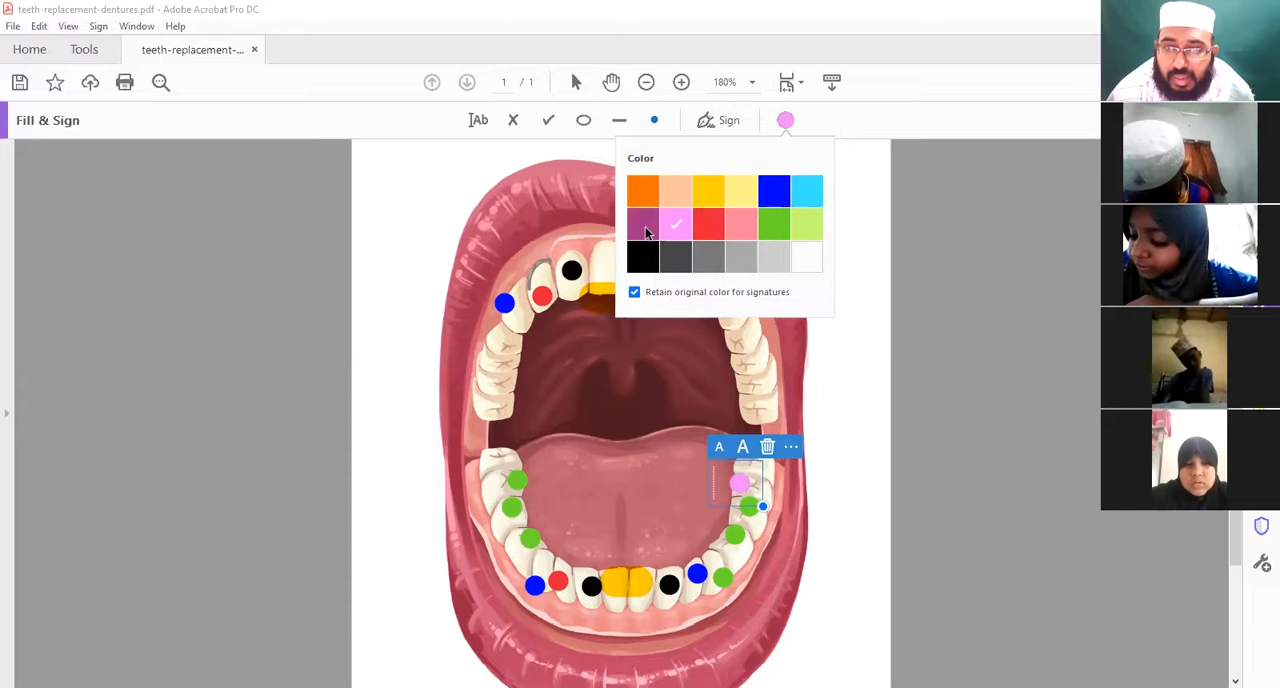 teeth-replacement-dentures.pdf - Adobe Acrobat Pro DC
File Edit View Sign Window Help
Home Tools teeth-replacement-... ×
1 / 1 180%
Fill & Sign
Ab Sign
Color
Retain original color for signatures
A A ...